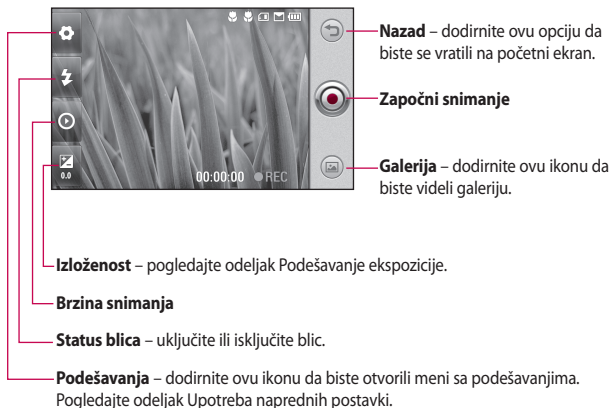 Nazad – dodirnite ovu opciju da
biste se vratili na početni ekran.
Započni snimanje
0.0
00:00:00 REC
Galerija – dodirnite ovu ikonu da
biste videli galeriju.
Izloženost – pogledajte odeljak Podešavanje ekspozicije.
Brzina snimanja
Status blica – uključite ili isključite blic.
Podešavanja – dodirnite ovu ikonu da biste otvorili meni sa podešavanjima.
Pogledajte odeljak Upotreba naprednih postavki.